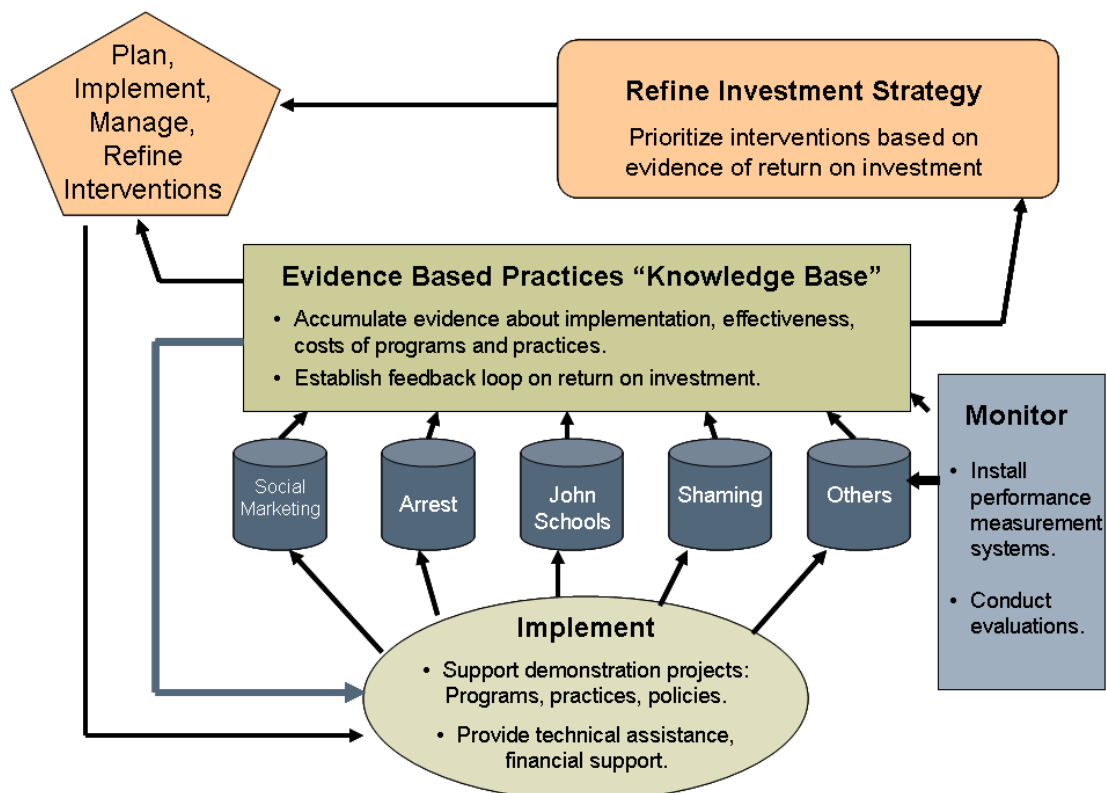 Plan,
Implement,
Manage,
Refine
Interventions
Refine Investment Strategy
Prioritize interventions based on
evidence of return on investment
Evidence Based Practices “Knowledge Base”
• Accumulate evidence about implementation, effectiveness,
costs of programs and practices.
• Establish feedback loop on return on investment.
Social
Marketing
Arrest
John
Schools
Shaming
Others
Monitor
• Install
performance
measurement
systems.
• Conduct
evaluations.
Implement
• Support demonstration projects:
Programs, practices, policies.
• Provide technical assistance,
financial support.